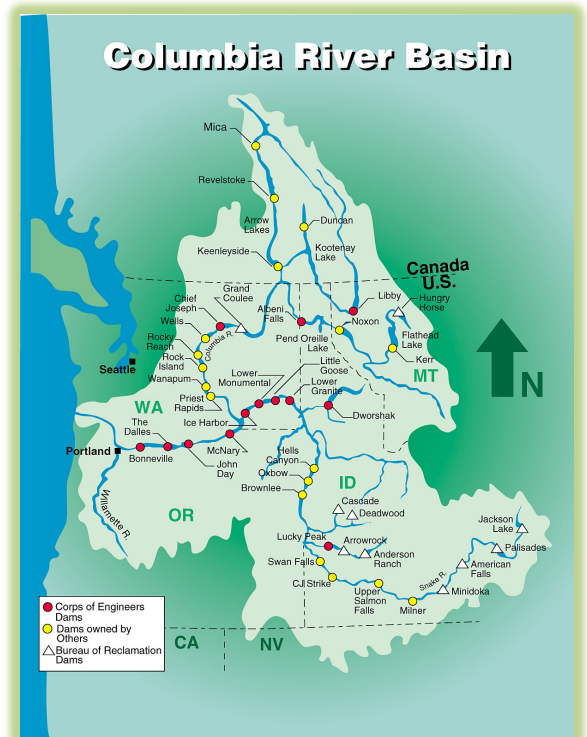 Columbia River Basin
Mica
Revelstoke
Arrow
Lakes
Duncan
Keenleyside
Kootenay
Lake
Canada
U.S.
Grand
Coulee
Chief
Joseph
Albeni
Falls
Libby
Hungry
Horse
Wells
Noxon
Columbia R.
Rocky
Reach
Pend Oreille
Lake
Flathead
Lake
Rock
Island
Kerr
Seattle
Wanapum
Lower
Monumental
Little
Goose
MT
N
Lower
Granite
Priest
Rapids
WA
Ice Harbor
Dworshak
The
Dalles
Portland
Bonneville
McNary
John
Day
Hells
Canyon
Oxbow
Brownlee
ID
Willamette R.
OR
Cascade
Deadwood
Jackson
Lake
Lucky Peak
Arrowrock
Palisades
Anderson
Ranch
Swan Falls
American
Falls
CJ Strike
Snake R.
Upper
Salmon
Falls
Minidoka
Milner
Corps of Engineers
Dams
Dams owned by
Others
Bureau of Reclamation
Dams
CA
NV